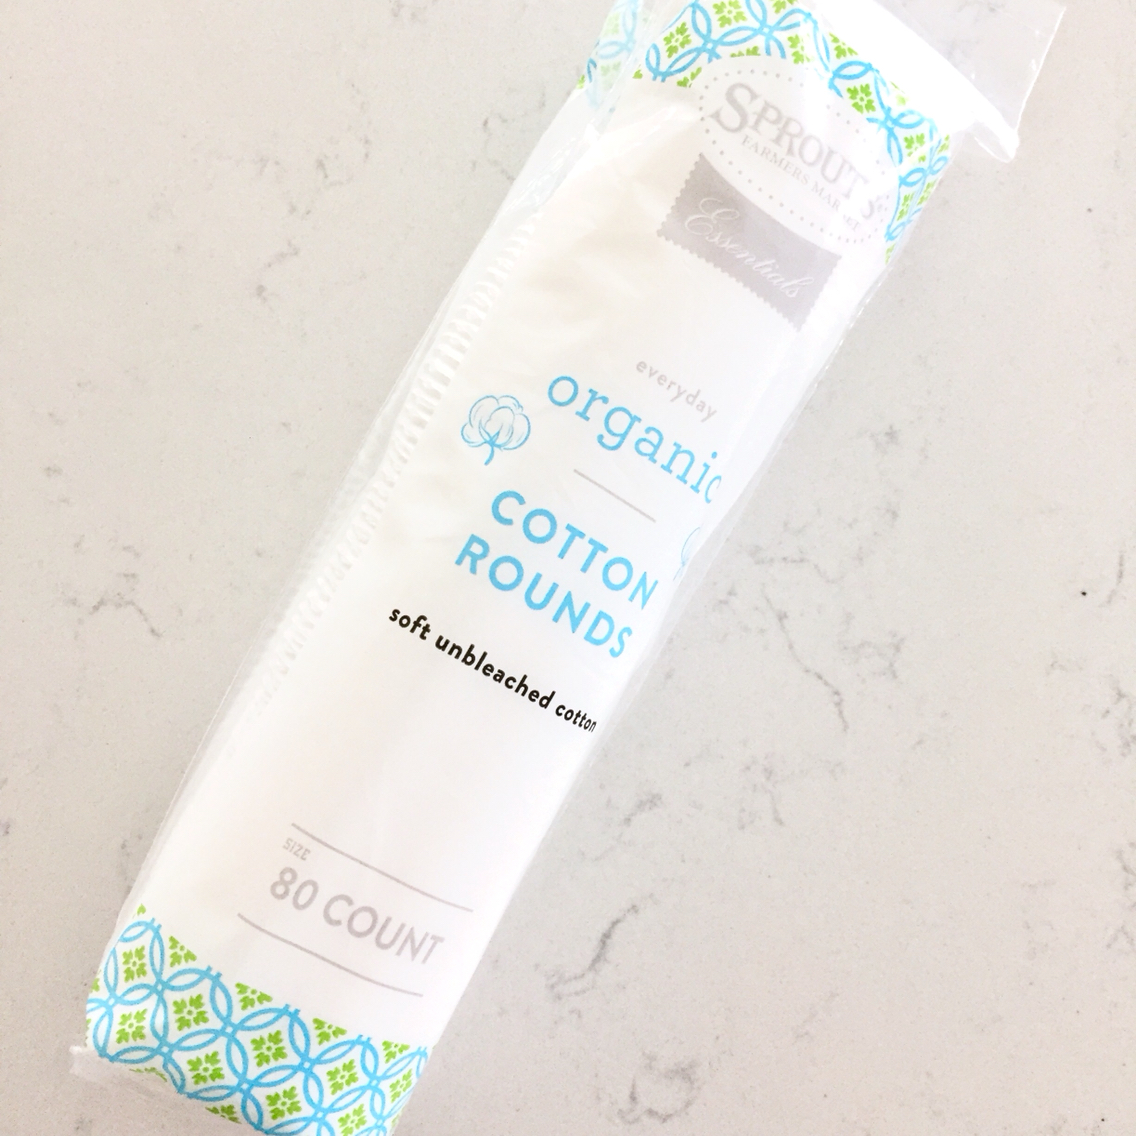 SPROUTS
FARMERS MARKET
Essentials
everyday
organic
COTTON
ROUNDS
soft unbleached cotton
SIZE
80 COUNT